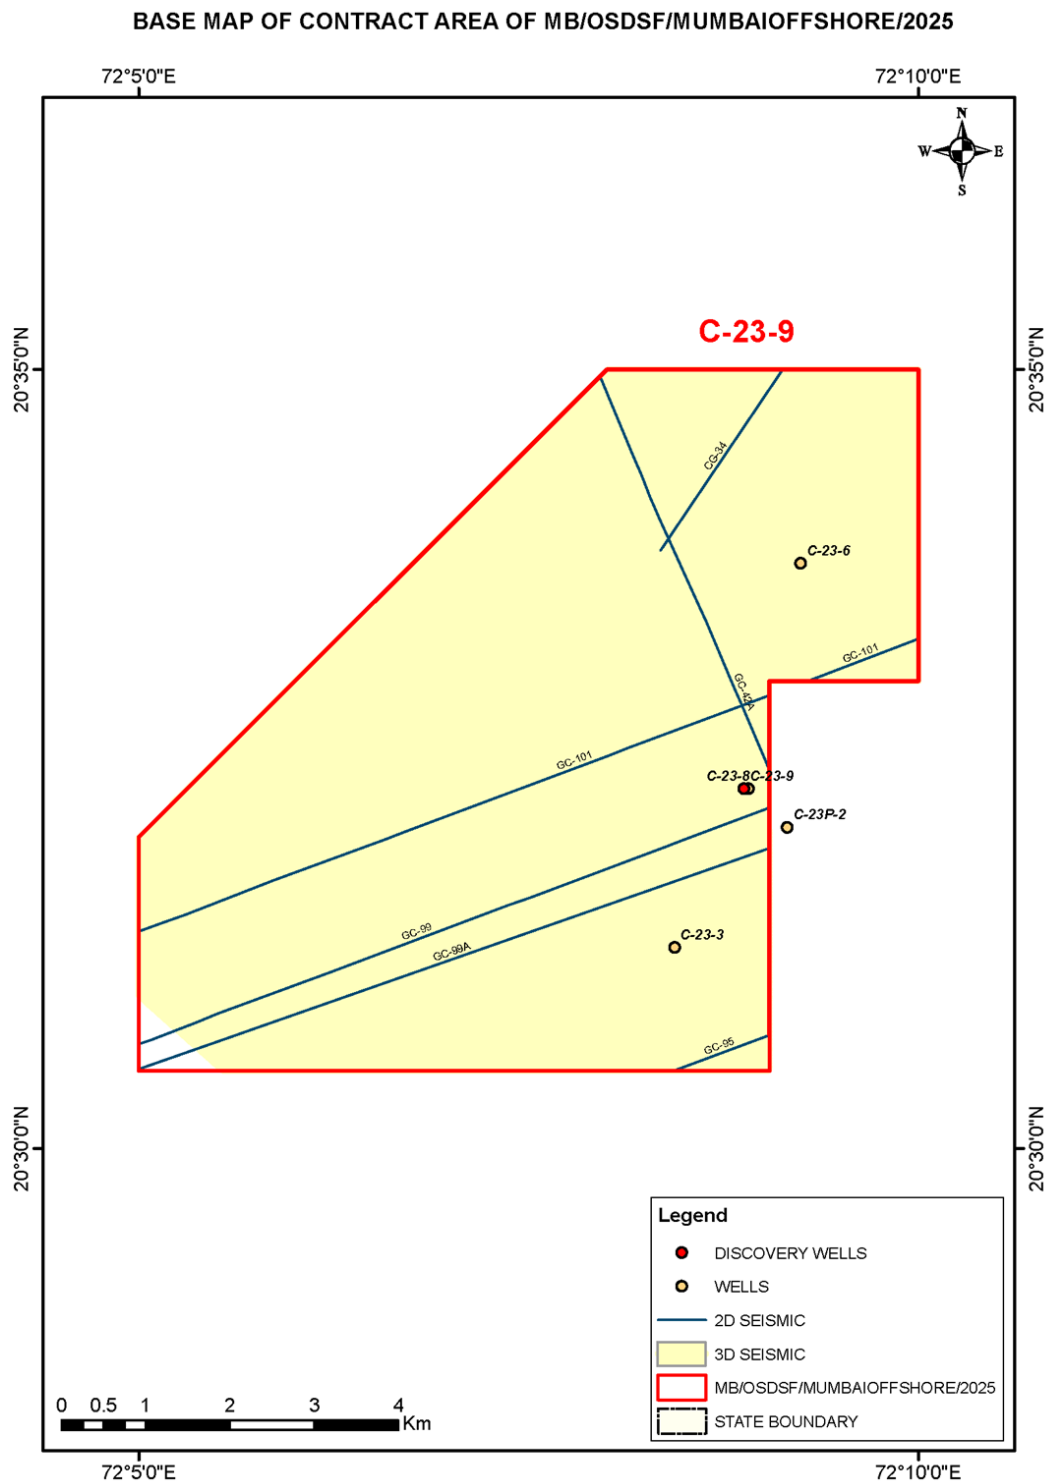 BASE MAP OF CONTRACT AREA OF MB/OSDSF/MUMBAIOFFSHORE/2025
72°5'0"E 72°10'0"E
N
W E
S
C-23-9
20°35'0"N 20°35'0"N
CG-34
C-23-6
GC-101
GC-42A
GC-101
C-23-8C-23-9
C-23P-2
GC-99
C-23-3
GC-99A
GC-95
20°30'0"N 20°30'0"N
Legend
DISCOVERY WELLS
WELLS
2D SEISMIC
3D SEISMIC
MB/OSDSF/MUMBAIOFFSHORE/2025
STATE BOUNDARY
0 0.5 1 2 3 4
Km
72°5'0"E 72°10'0"E